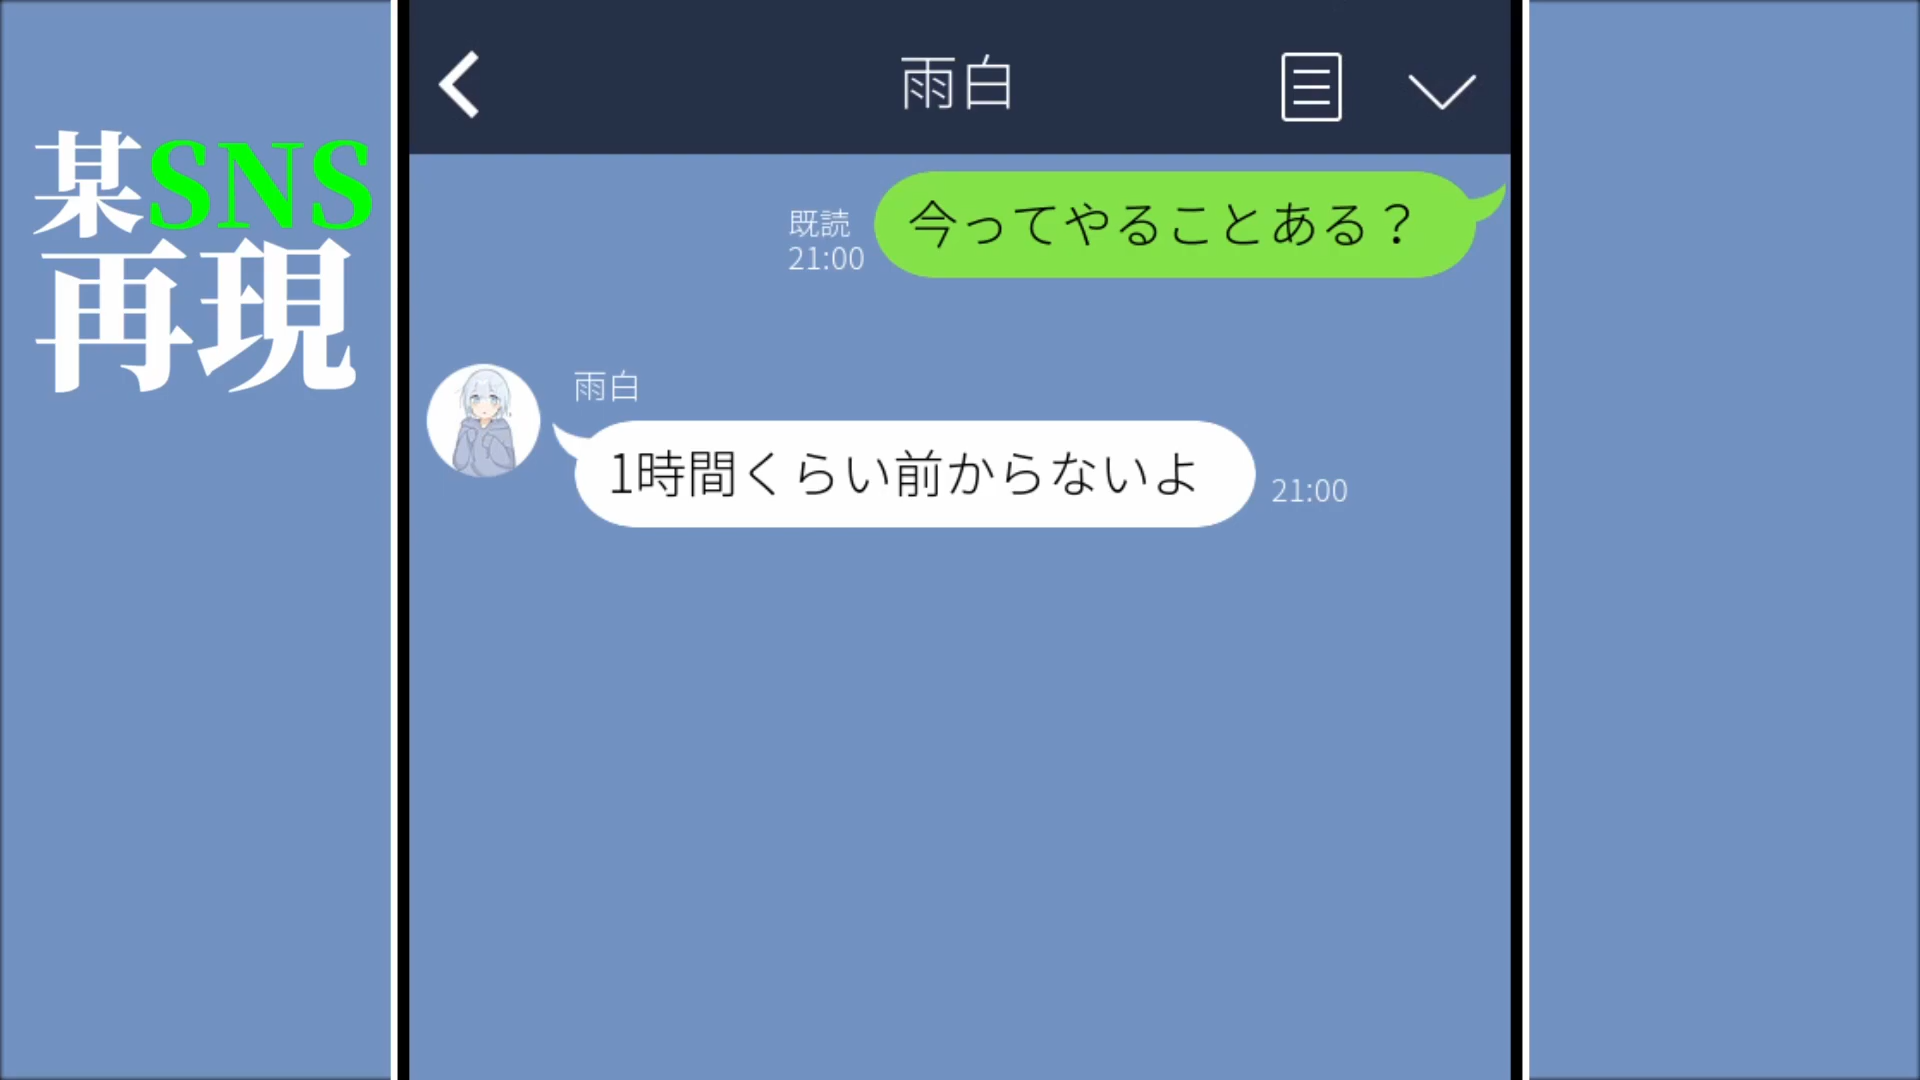 某SNS
再現
雨白
今ってやることある？
既読
21:00
雨白
1時間くらい前からないよ
21:00